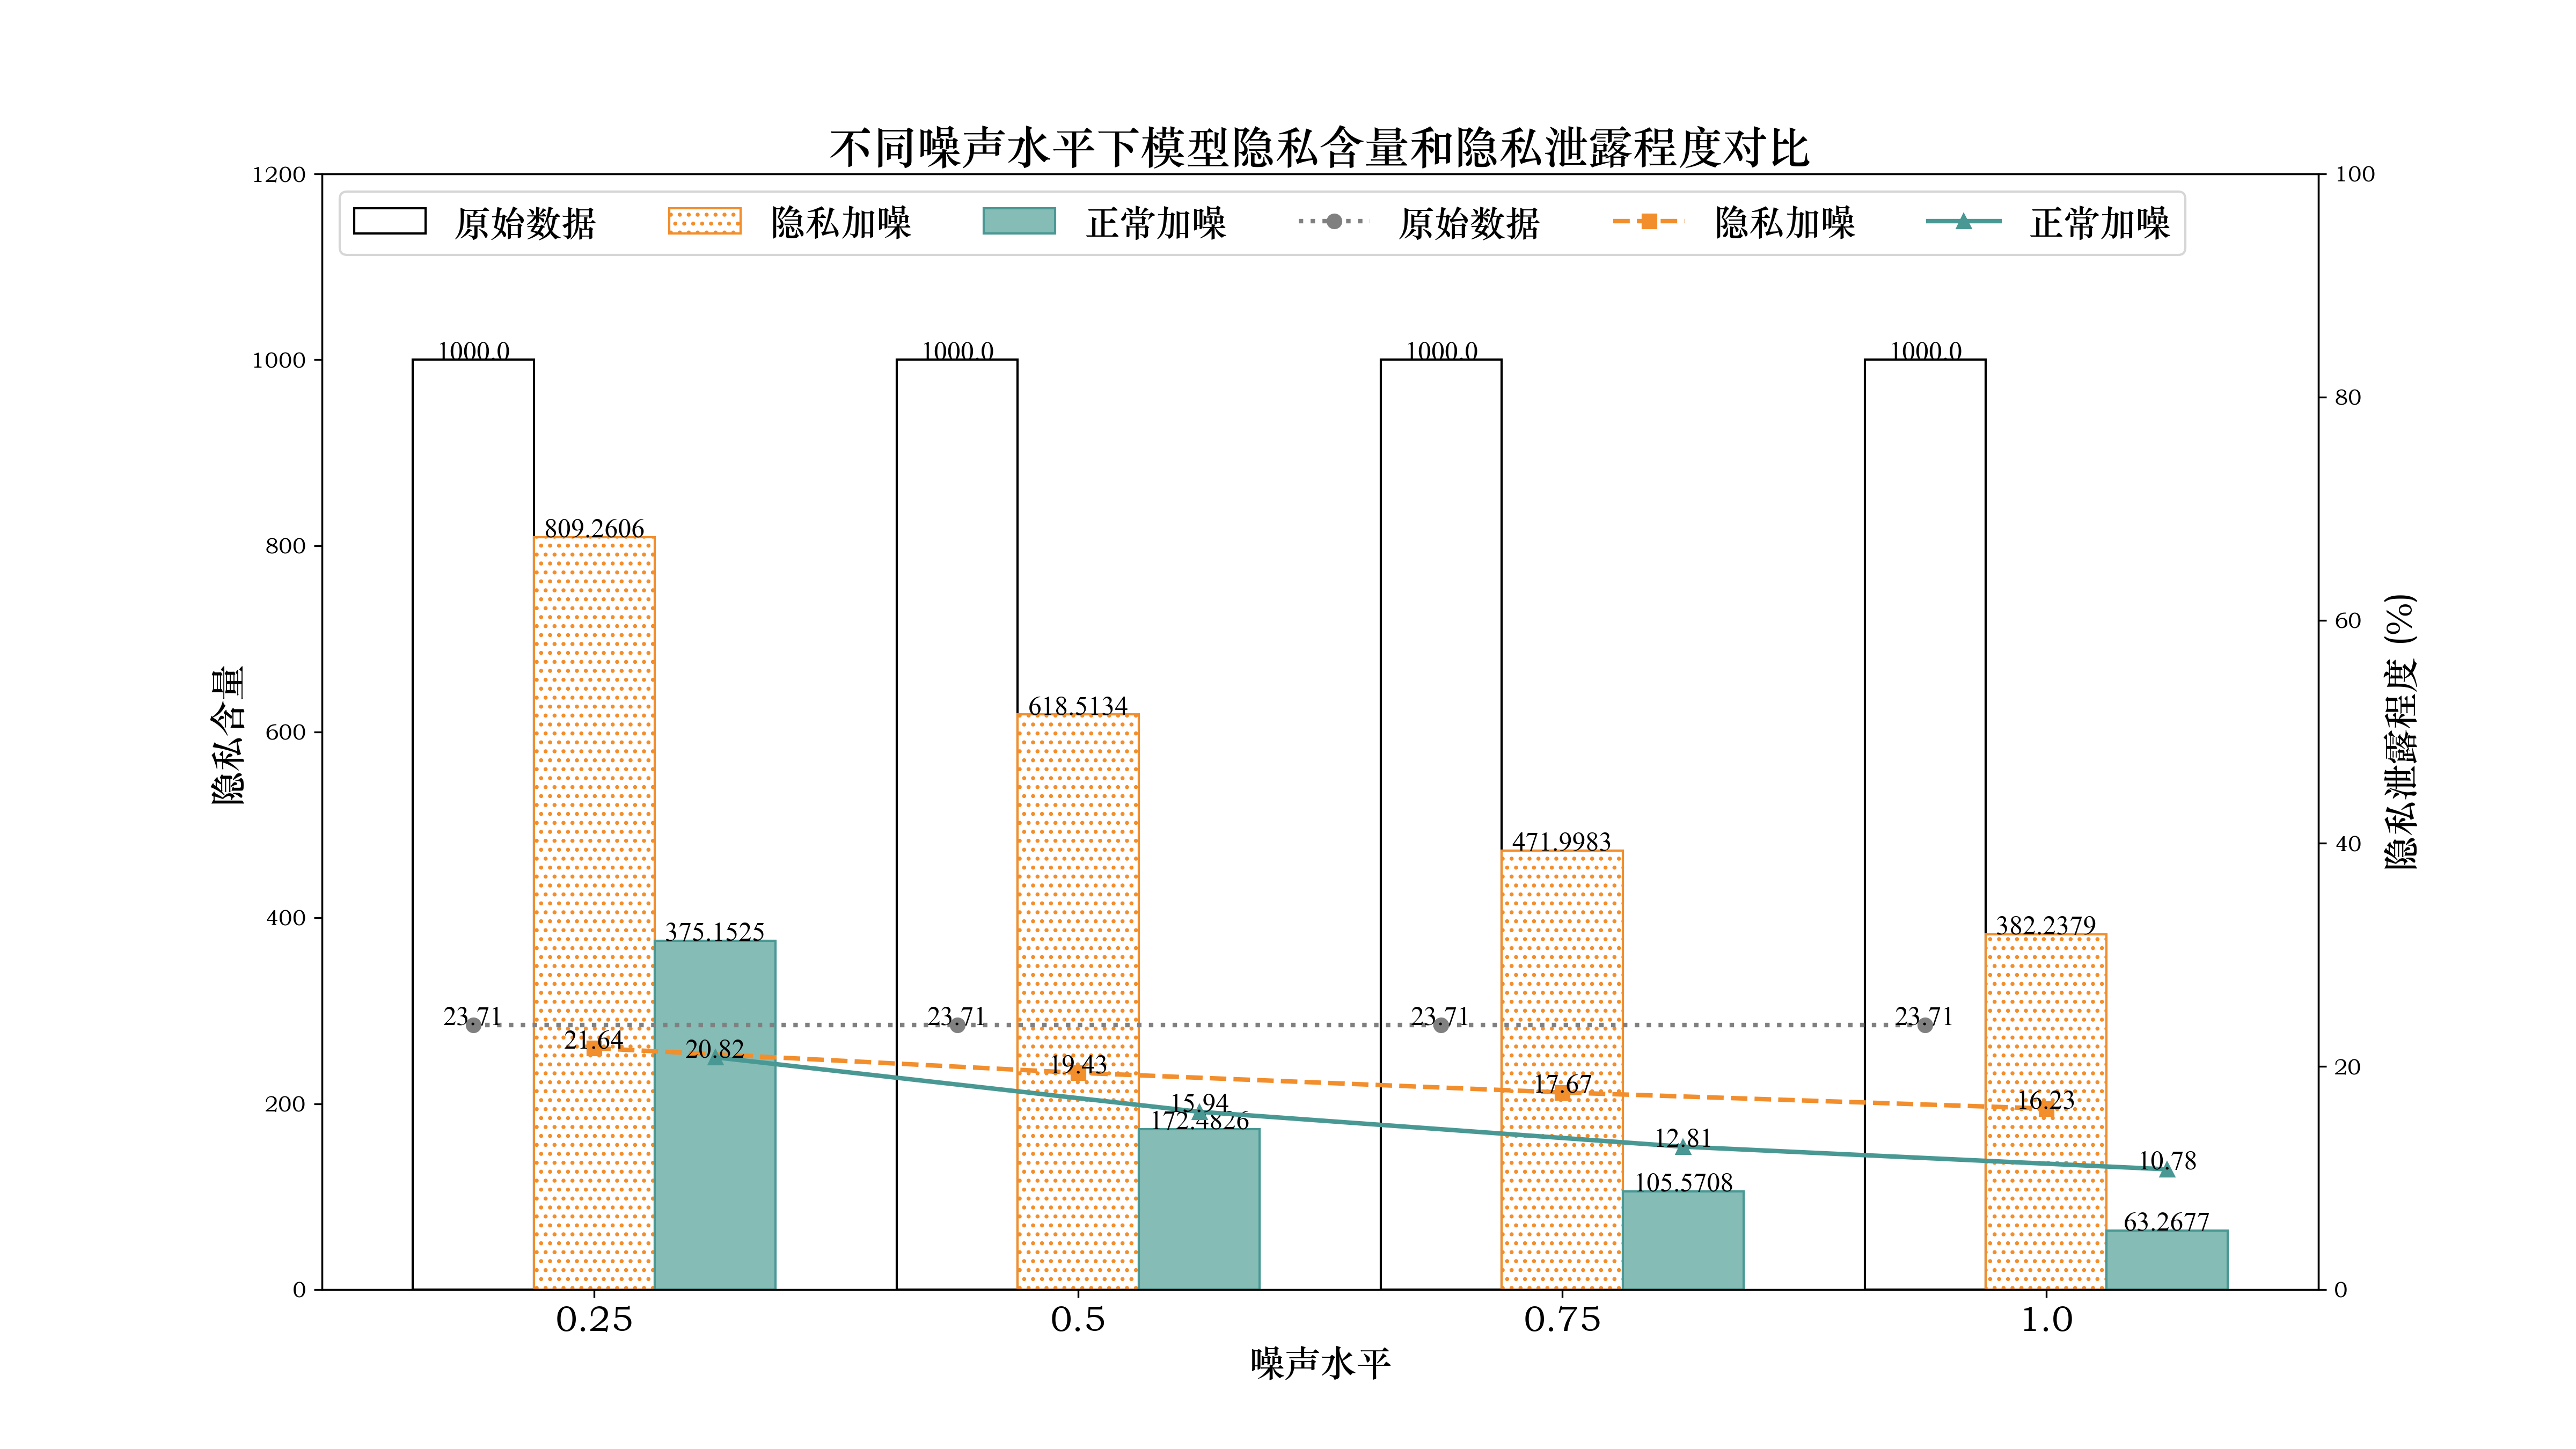 不同噪声水平下模型隐私含量和隐私泄露程度对比
原始数据 隐私加噪 正常加噪 原始数据 隐私加噪 正常加噪
1200
1000
800
600
400
200
0
隐私含量
100
80
60
40
20
0
隐私泄露程度 (%)
1000.0 1000.0 1000.0 1000.0
809.2606
618.5134
471.9983
382.2379
375.1525
172.4826
105.5708
63.2677
23.71 23.71 23.71 23.71
21.64 19.43 17.67 16.23
20.82 15.94 12.81 10.78
0.25 0.5 0.75 1.0
噪声水平